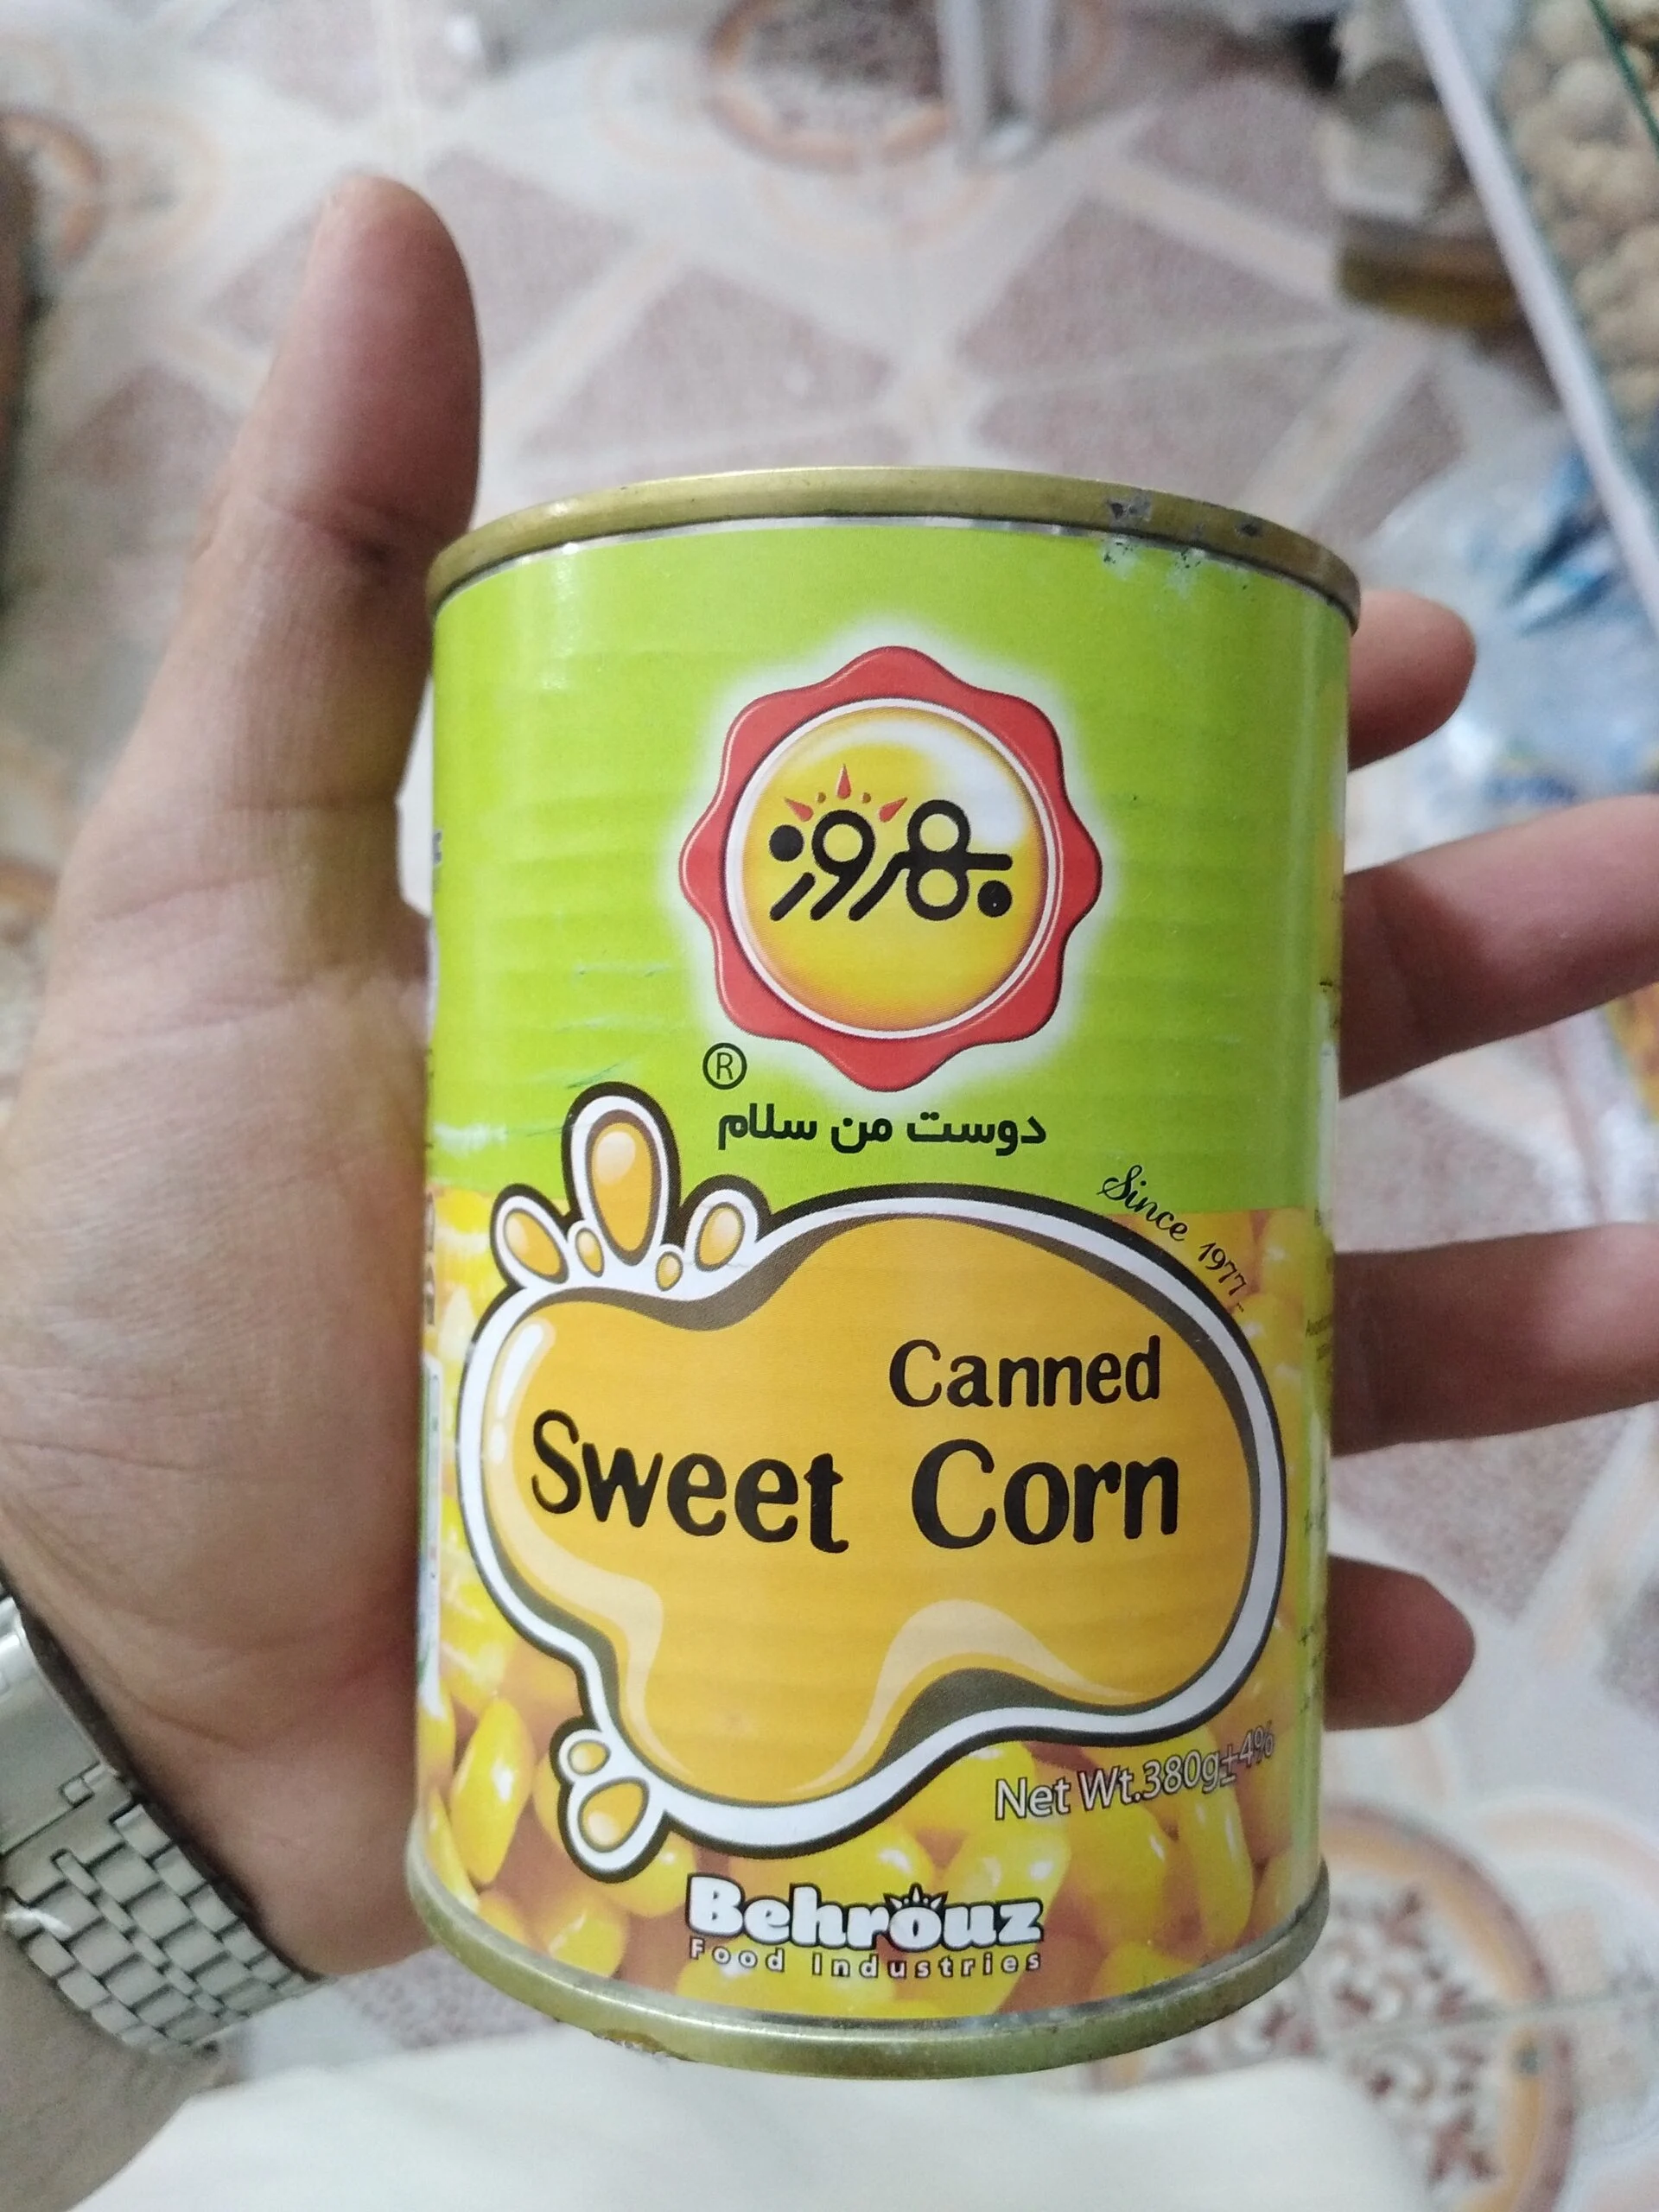 بهروز
®
دوست من سلام
Since 1977
Canned
Sweet Corn
Net Wt.380g±4%
Behrouz
Food Industries